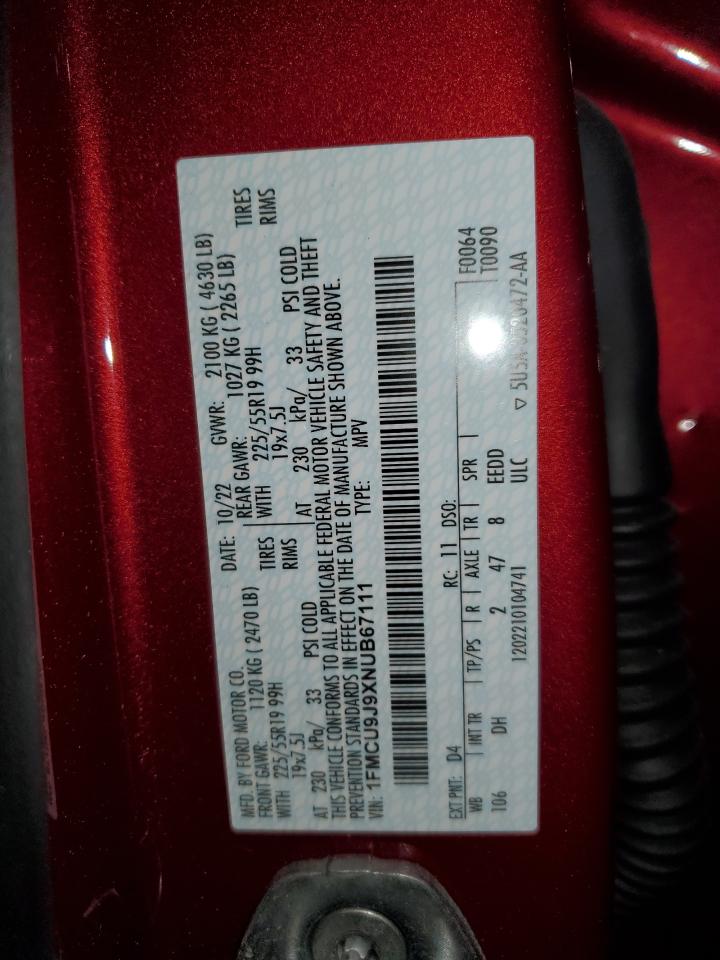 MFD. BY FORD MOTOR CO. DATE: 10/22 GVWR: 2100 KG ( 4630 LB)
FRONT GAWR: 1120 KG ( 2470 LB) REAR GAWR: 1027 KG ( 2265 LB)
WITH 225/55R19 99H TIRES WITH 225/55R19 99H TIRES
19x7.5J RIMS 19x7.5J RIMS
AT 230 kPa/ 33 PSI COLD AT 230 kPa/ 33 PSI COLD
THIS VEHICLE CONFORMS TO ALL APPLICABLE FEDERAL MOTOR VEHICLE SAFETY AND THEFT
PREVENTION STANDARDS IN EFFECT ON THE DATE OF MANUFACTURE SHOWN ABOVE.
VIN: 1FMCU9J9XNUB67111 TYPE: MPV
EXT PNT: D4 RC: 11 DSO: F0064
WB INT TR TP/PS R AXLE TR SPR T0090
106 DH 2 47 8 EEDD
1202210104741 ULC